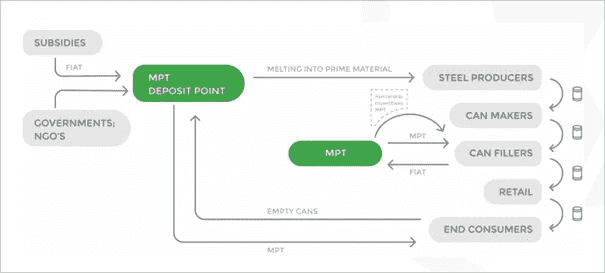 SUBSIDIES
FIAT
MPT
DEPOSIT POINT
GOVERNMENTS;
NGO'S
MELTING INTO PRIME MATERIAL
STEEL PRODUCERS
CAN MAKERS
MPT
MPT
CAN FILLERS
FIAT
RETAIL
EMPTY CANS
END CONSUMERS
MPT